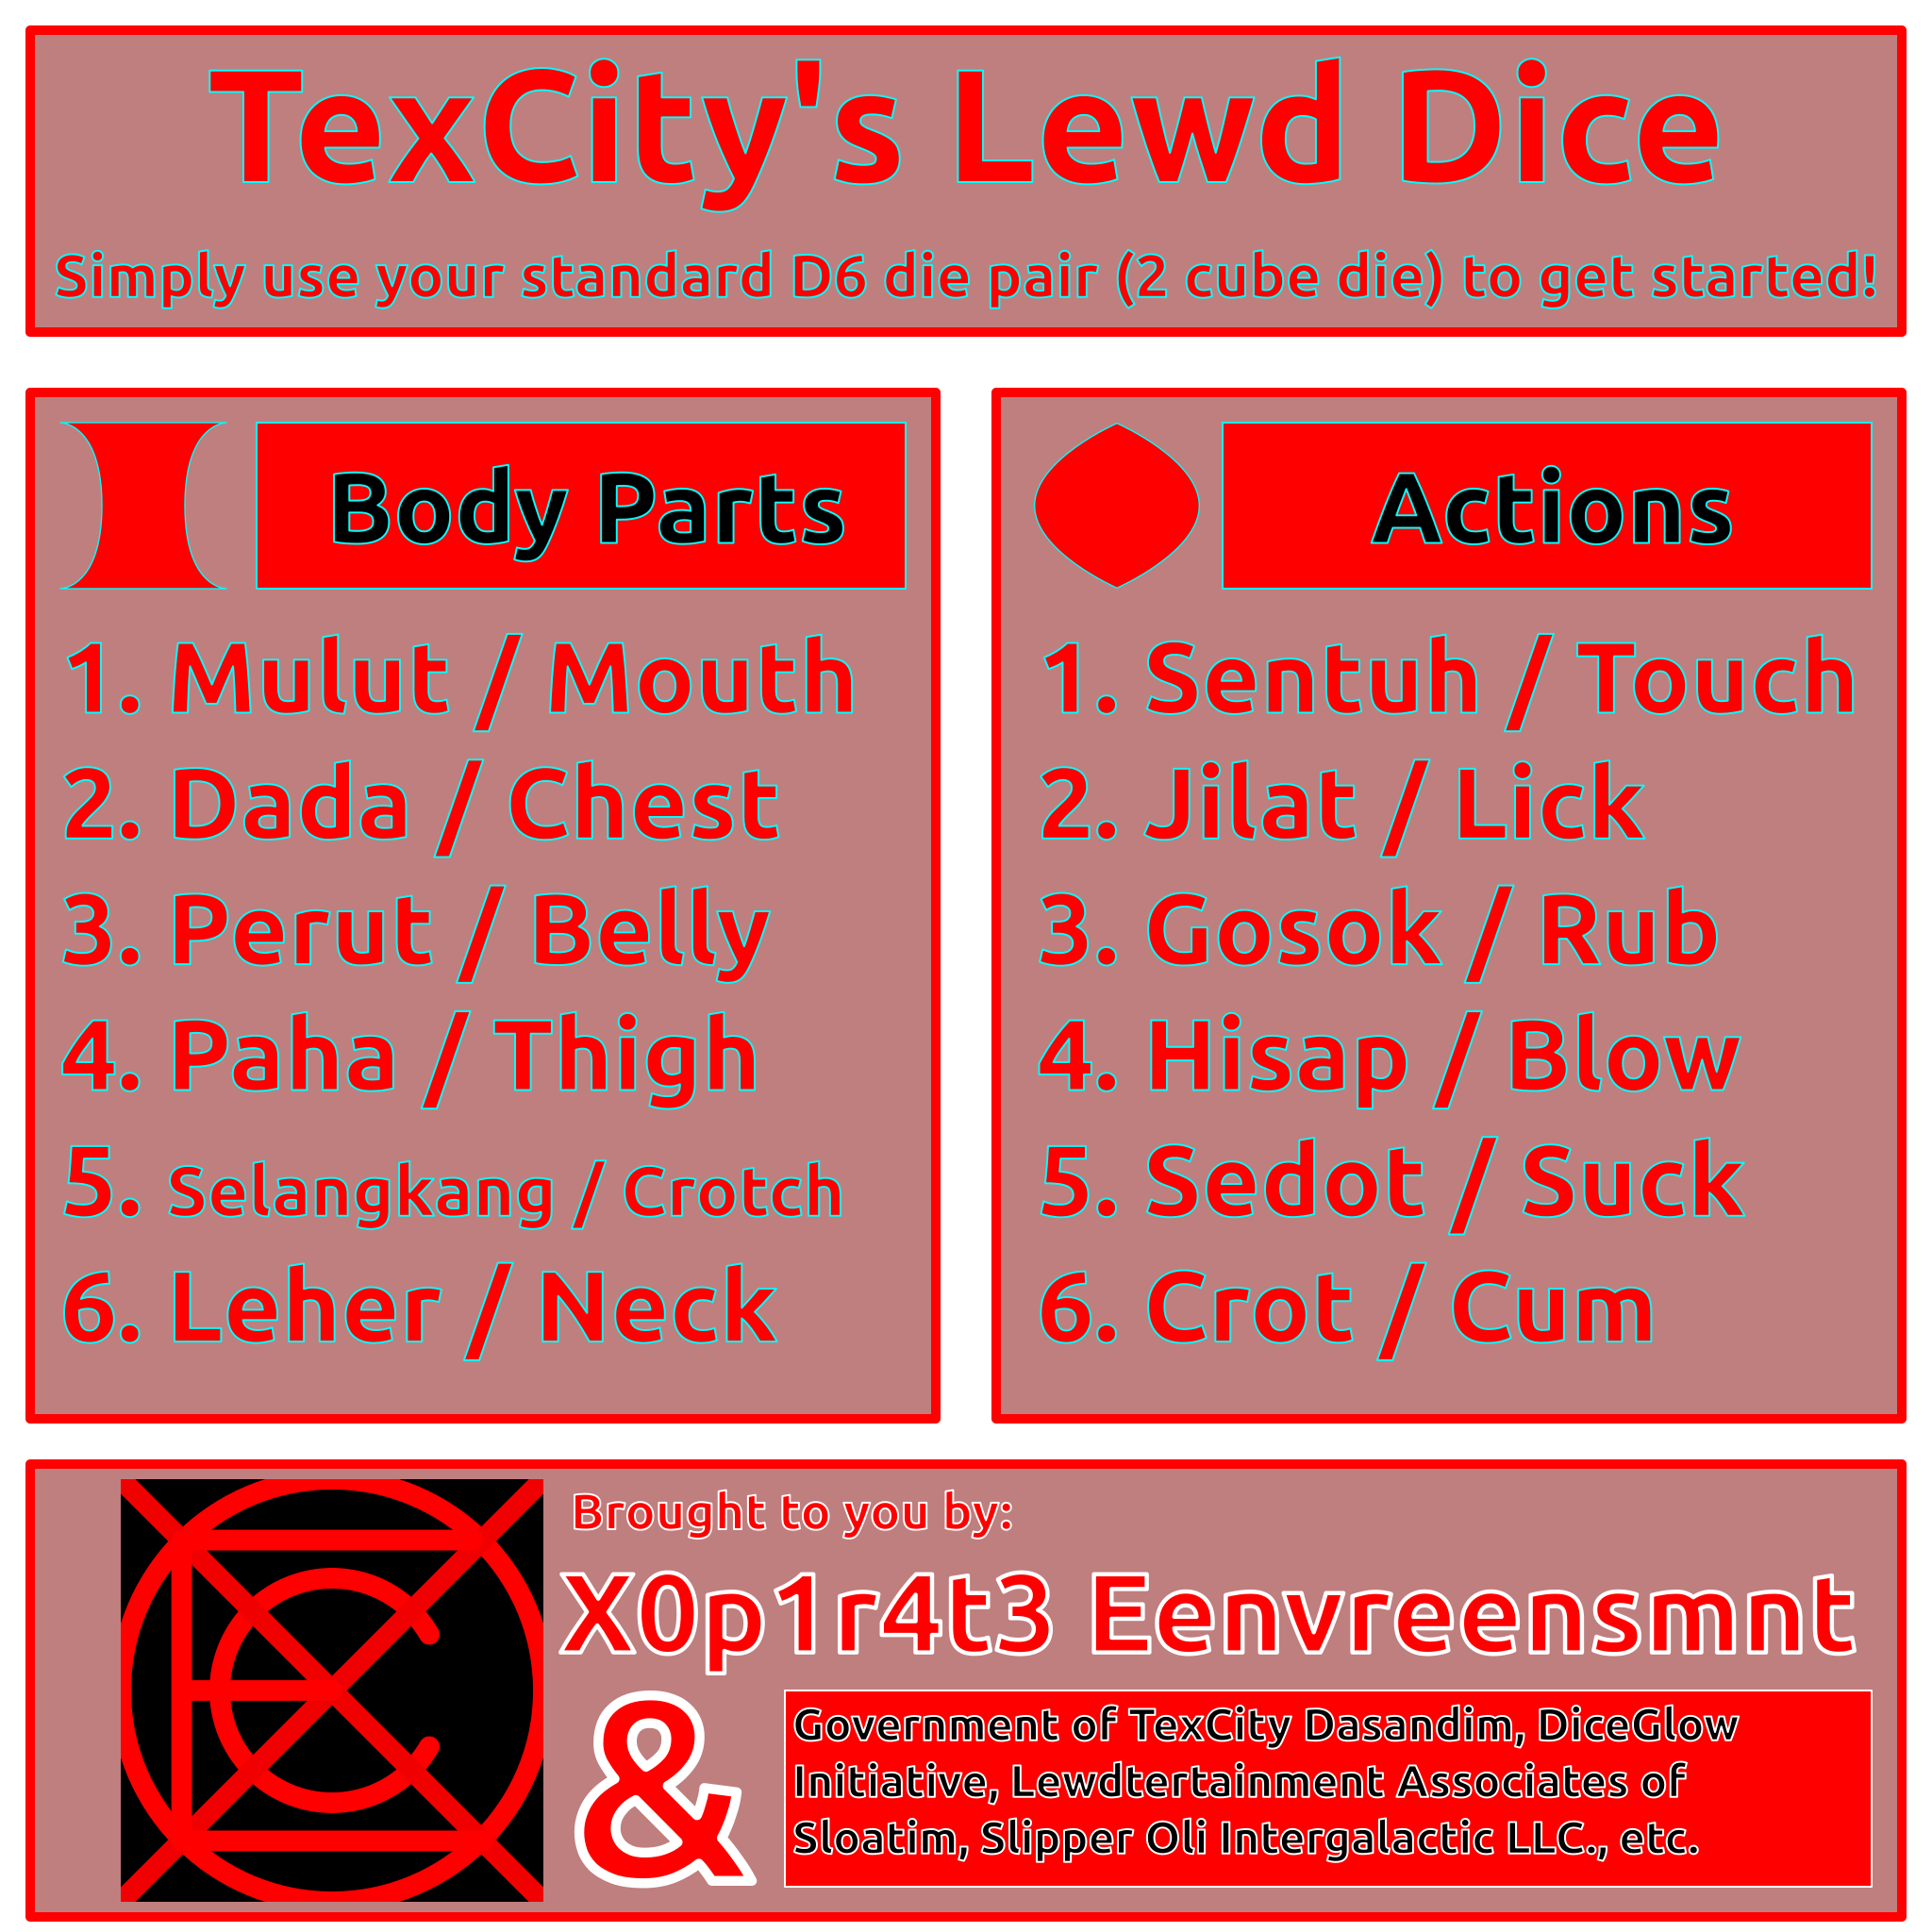 TexCity's Lewd Dice
Simply use your standard D6 die pair (2 cube die) to get started!
Body Parts
1. Mulut / Mouth
2. Dada / Chest
3. Perut / Belly
4. Paha / Thigh
5. Selangkang / Crotch
6. Leher / Neck
Actions
1. Sentuh / Touch
2. Jilat / Lick
3. Gosok / Rub
4. Hisap / Blow
5. Sedot / Suck
6. Crot / Cum
Brought to you by:
X0p1r4t3 Eenvreensmnt
&
Government of TexCity Dasandim, DiceGlow
Initiative, Lewdtertainment Associates of
Sloatim, Slipper Oli Intergalactic LLC., etc.